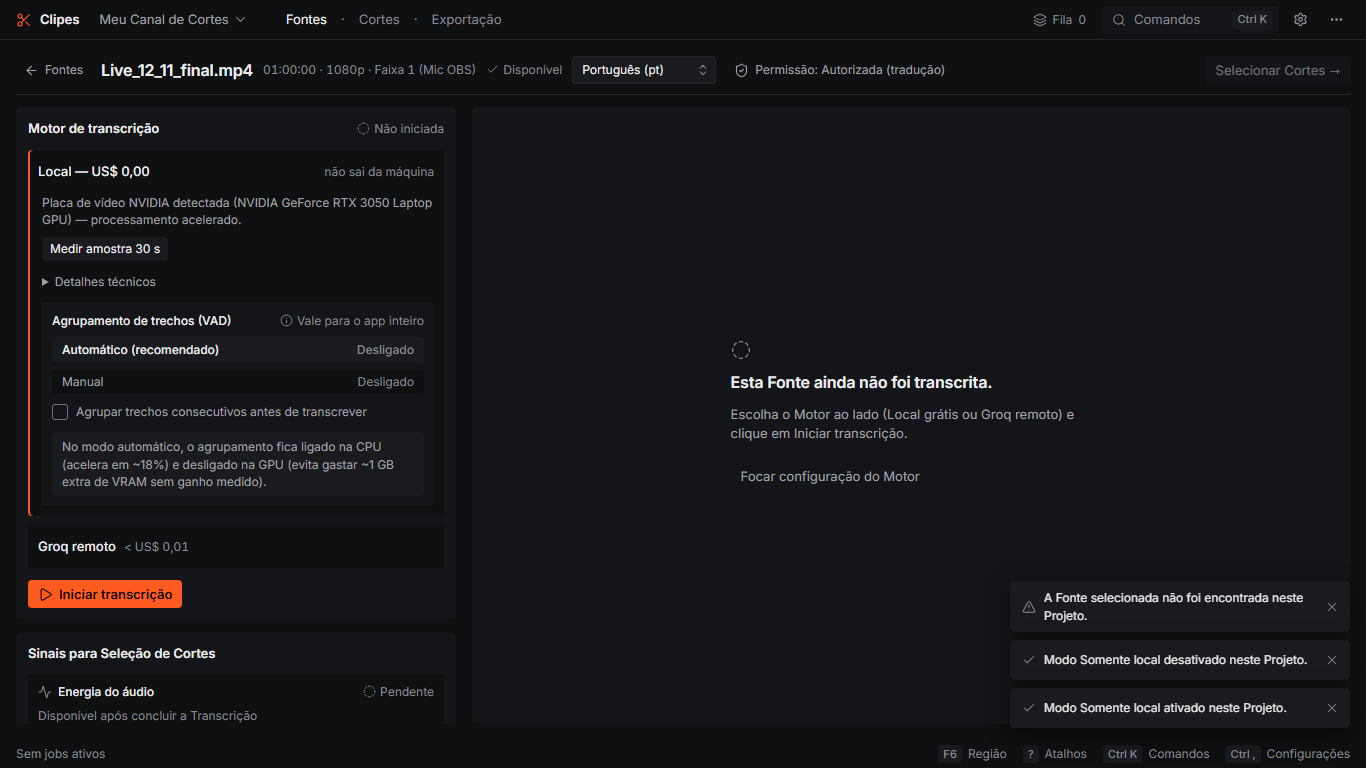 Clipes Meu Canal de Cortes Fontes · Cortes · Exportação Fila 0 Comandos Ctrl K
← Fontes Live_12_11_final.mp4 01:00:00 · 1080p · Faixa 1 (Mic OBS) Disponível Português (pt) Permissão: Autorizada (tradução) Selecionar Cortes →
Motor de transcrição Não iniciada
Local — US$ 0,00 não sai da máquina
Placa de vídeo NVIDIA detectada (NVIDIA GeForce RTX 3050 Laptop
GPU) — processamento acelerado.
Medir amostra 30 s
Detalhes técnicos
Agrupamento de trechos (VAD) Vale para o app inteiro
Automático (recomendado) Desligado
Manual Desligado
Agrupar trechos consecutivos antes de transcrever
No modo automático, o agrupamento fica ligado na CPU
(acelera em ~18%) e desligado na GPU (evita gastar ~1 GB
extra de VRAM sem ganho medido).
Groq remoto < US$ 0,01
Iniciar transcrição
Sinais para Seleção de Cortes
Energia do áudio Pendente
Disponível após concluir a Transcrição
Esta Fonte ainda não foi transcrita.
Escolha o Motor ao lado (Local grátis ou Groq remoto) e
clique em Iniciar transcrição.
Focar configuração do Motor
A Fonte selecionada não foi encontrada neste
Projeto.
Modo Somente local desativado neste Projeto.
Modo Somente local ativado neste Projeto.
Sem jobs ativos F6 Região ? Atalhos Ctrl K Comandos Ctrl , Configurações